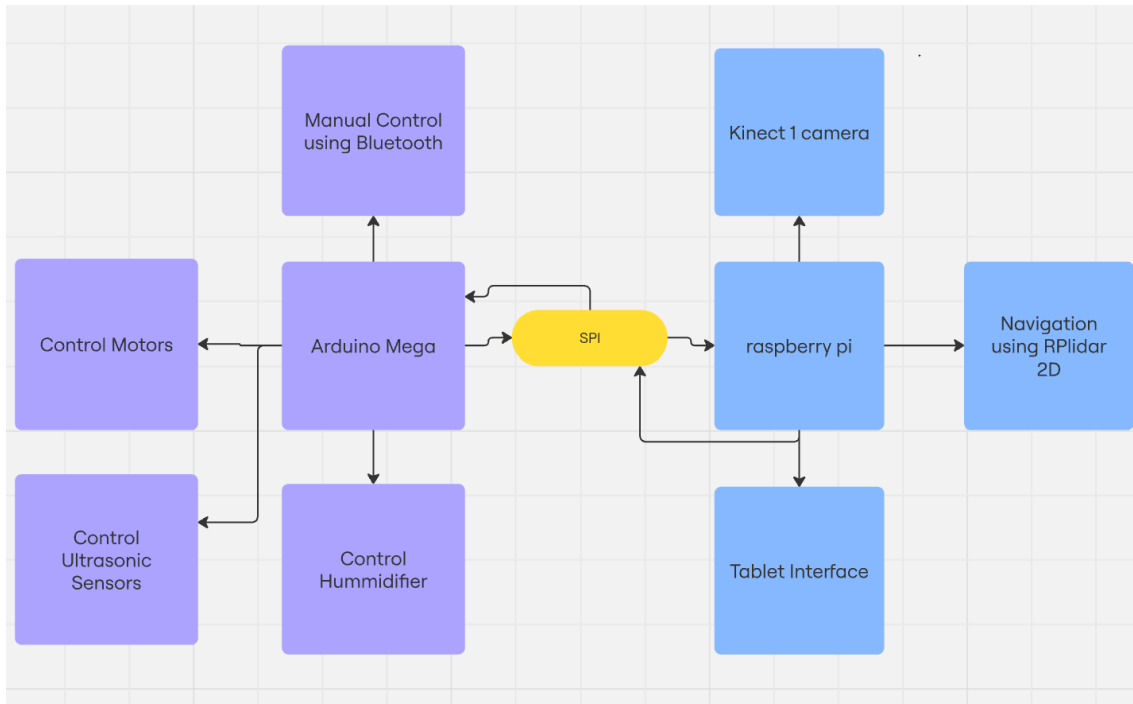 Manual Control
using Bluetooth
Kinect 1 camera
Control Motors
Arduino Mega
SPI
raspberry pi
Navigation
using RPlidar
2D
Control
Ultrasonic
Sensors
Control
Hummidifier
Tablet Interface